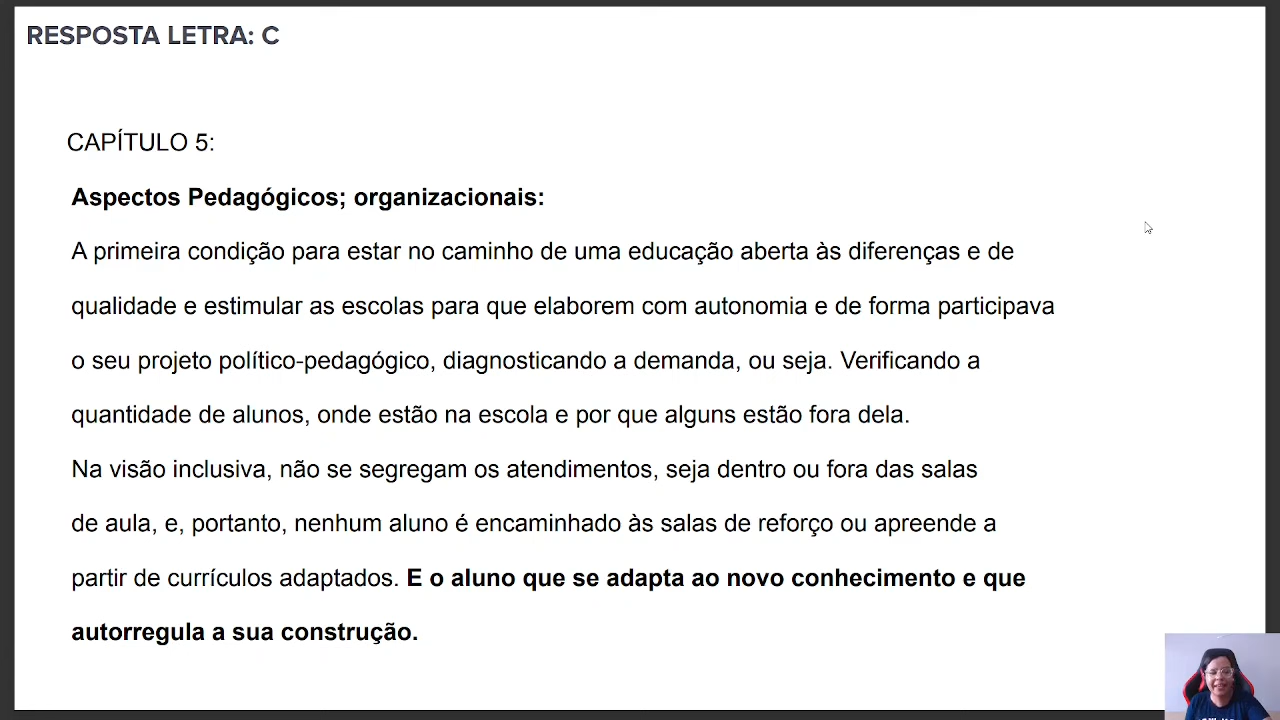 RESPOSTA LETRA: C
CAPÍTULO 5:
Aspectos Pedagógicos; organizacionais:
A primeira condição para estar no caminho de uma educação aberta às diferenças e de
qualidade e estimular as escolas para que elaborem com autonomia e de forma participava
o seu projeto político-pedagógico, diagnosticando a demanda, ou seja. Verificando a
quantidade de alunos, onde estão na escola e por que alguns estão fora dela.
Na visão inclusiva, não se segregam os atendimentos, seja dentro ou fora das salas
de aula, e, portanto, nenhum aluno é encaminhado às salas de reforço ou apreende a
partir de currículos adaptados. E o aluno que se adapta ao novo conhecimento e que
autorregula a sua construção.